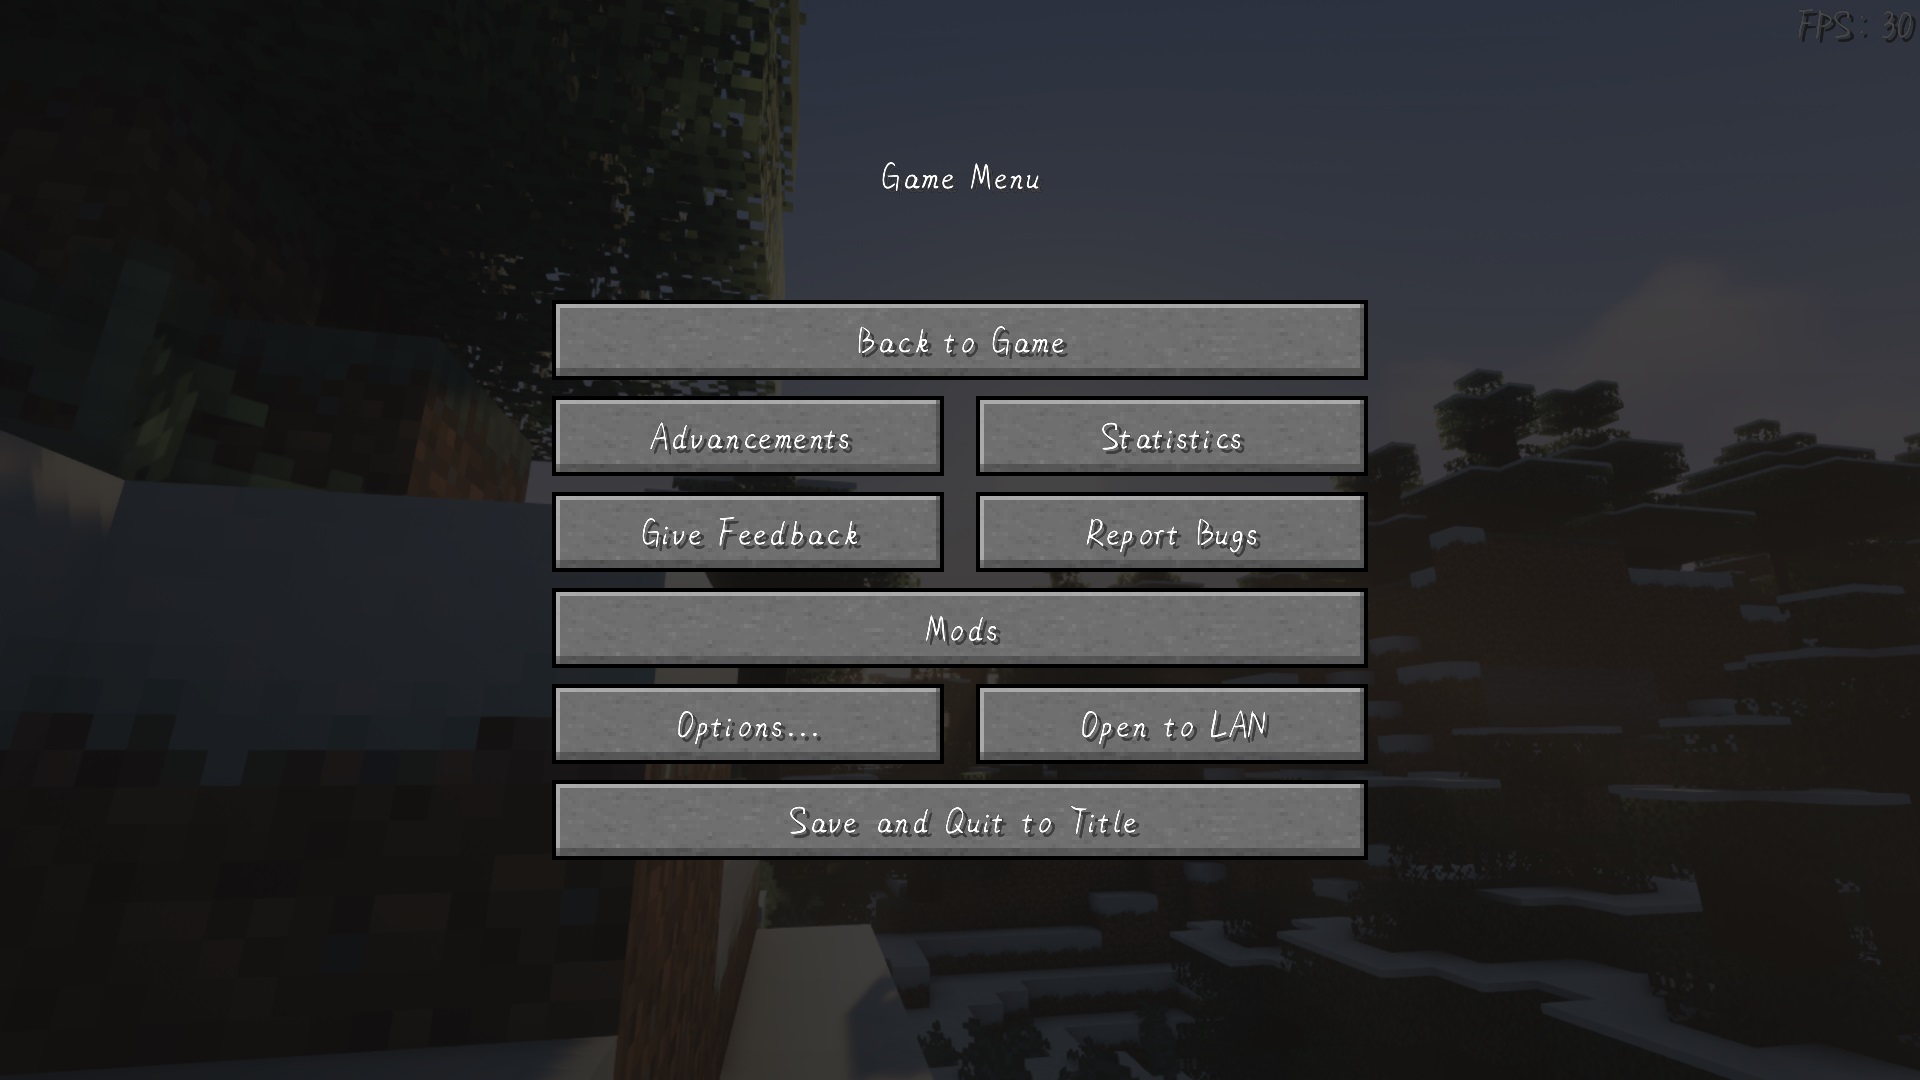 FPS: 30
Game Menu
Back to Game
Advancements
Statistics
Give Feedback
Report Bugs
Mods
Options...
Open to LAN
Save and Quit to Title